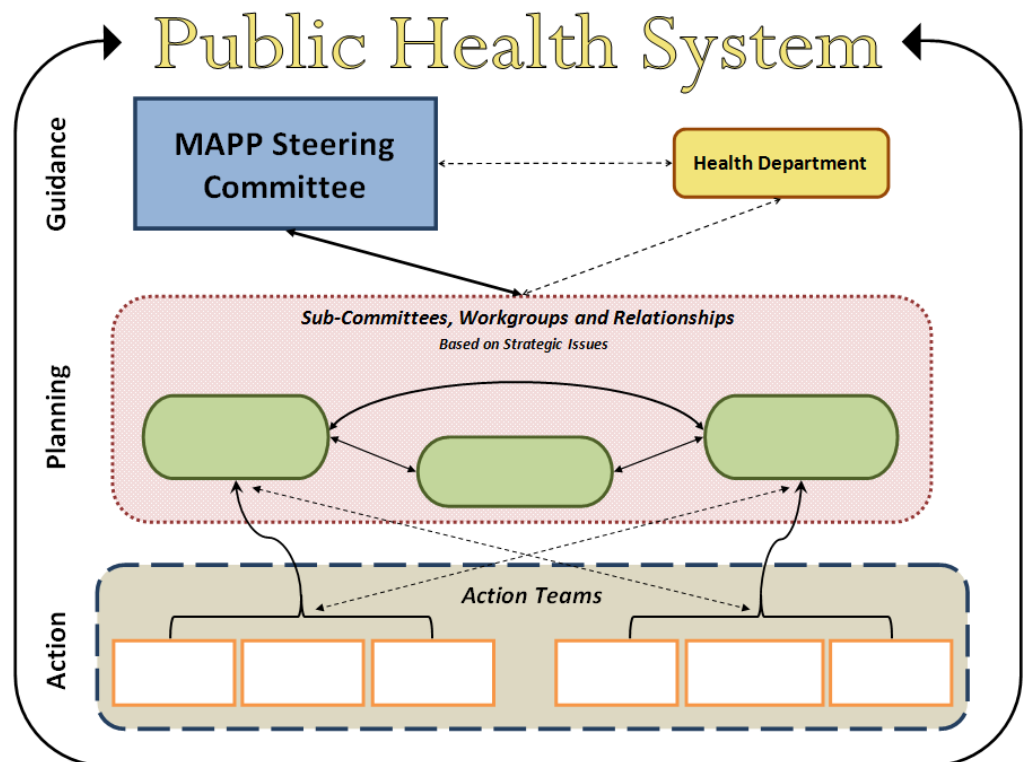 Public Health System
Guidance
MAPP Steering
Committee
Health Department
Planning
Sub-Committees, Workgroups and Relationships
Based on Strategic Issues
Action
Action Teams